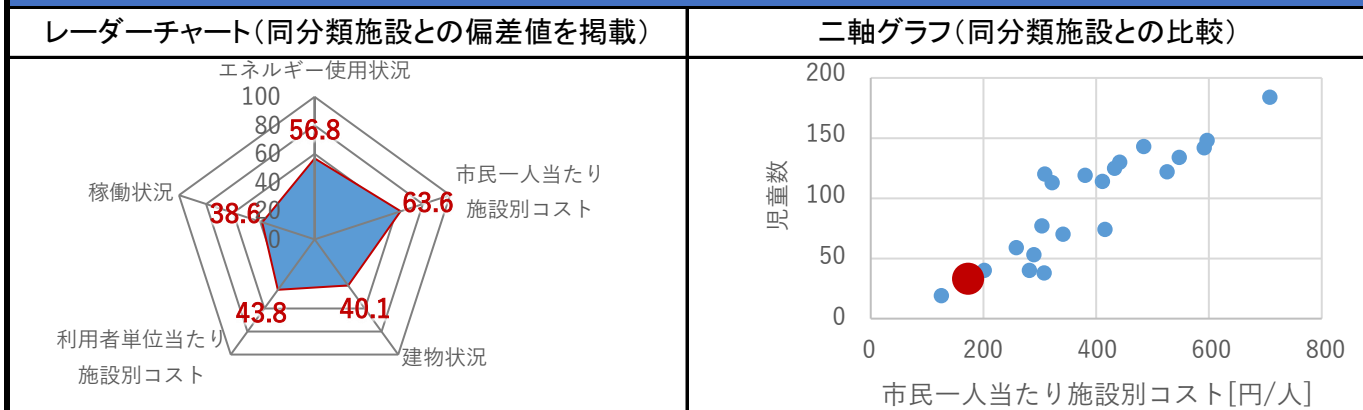 レーダーチャート(同分類施設との偏差値を掲載)
二軸グラフ(同分類施設との比較)
エネルギー使用状況
100
80
60
40
20
0
56.8
市民一人当たり
施設別コスト
63.6
稼働状況
38.6
43.8
40.1
利用者単位当たり
施設別コスト
建物状況
200
150
100
50
0
児童数
0
200
400
600
800
市民一人当たり施設別コスト[円/人]